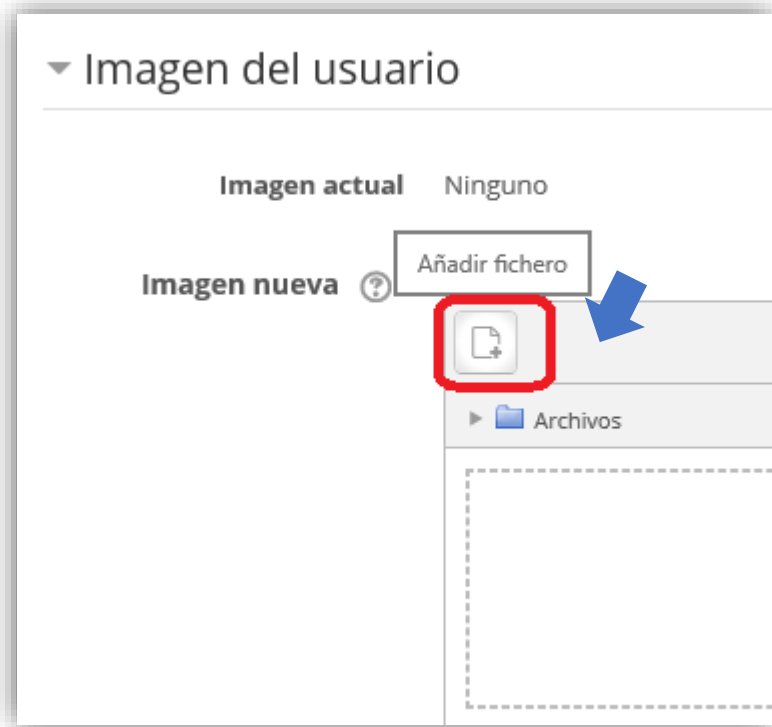 Imagen del usuario
Imagen actual Ninguno
Añadir fichero
Imagen nueva ?
Archivos